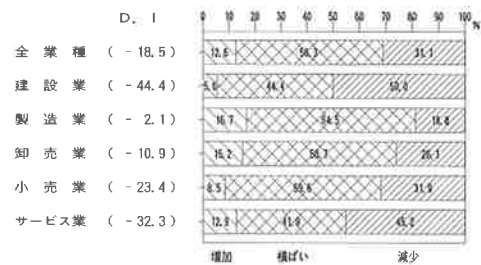 D. I
0 10 20 30 40 50 60 70 80 90 100
%
全業種 (-18.5) 12.6 56.3 31.1
建設業 (-44.4) 5.6 44.4 50.0
製造業 (-2.1) 16.7 64.5 18.8
卸売業 (-10.9) 15.2 58.7 26.1
小売業 (-23.4) 8.5 59.6 31.9
サービス業 (-32.3) 12.9 41.9 45.2
増加 横ばい 減少